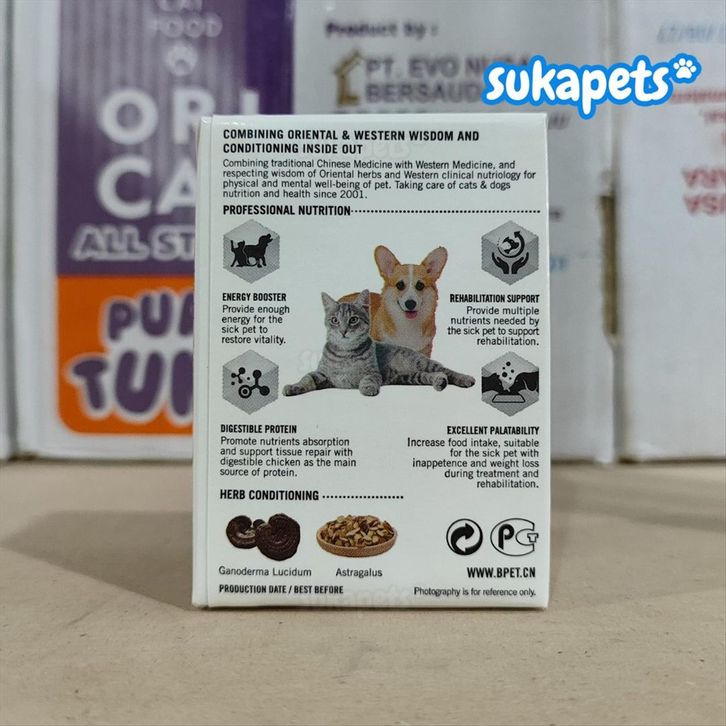 CAT
FOOD
ORI
CA
ALL ST
PU
TU
Product by :
PT. EVO NUSA
BERSAUD
sukapets
COMBINING ORIENTAL & WESTERN WISDOM AND
CONDITIONING INSIDE OUT
Combining traditional Chinese Medicine with Western Medicine, and
respecting wisdom of Oriental herbs and Western clinical nutriology for
physical and mental well-being of pet. Taking care of cats & dogs
nutrition and health since 2001.
PROFESSIONAL NUTRITION
ENERGY BOOSTER
Provide enough
energy for the
sick pet to
restore vitality.
REHABILITATION SUPPORT
Provide multiple
nutrients needed by
the sick pet to support
rehabilitation.
DIGESTIBLE PROTEIN
Promote nutrients absorption
and support tissue repair with
digestible chicken as the main
source of protein.
EXCELLENT PALATABILITY
Increase food intake, suitable
for the sick pet with
inappetence and weight loss
during treatment and
rehabilitation.
HERB CONDITIONING
Ganoderma Lucidum
Astragalus
WWW.BPET.CN
PRODUCTION DATE / BEST BEFORE
Photography is for reference only.
sukapets